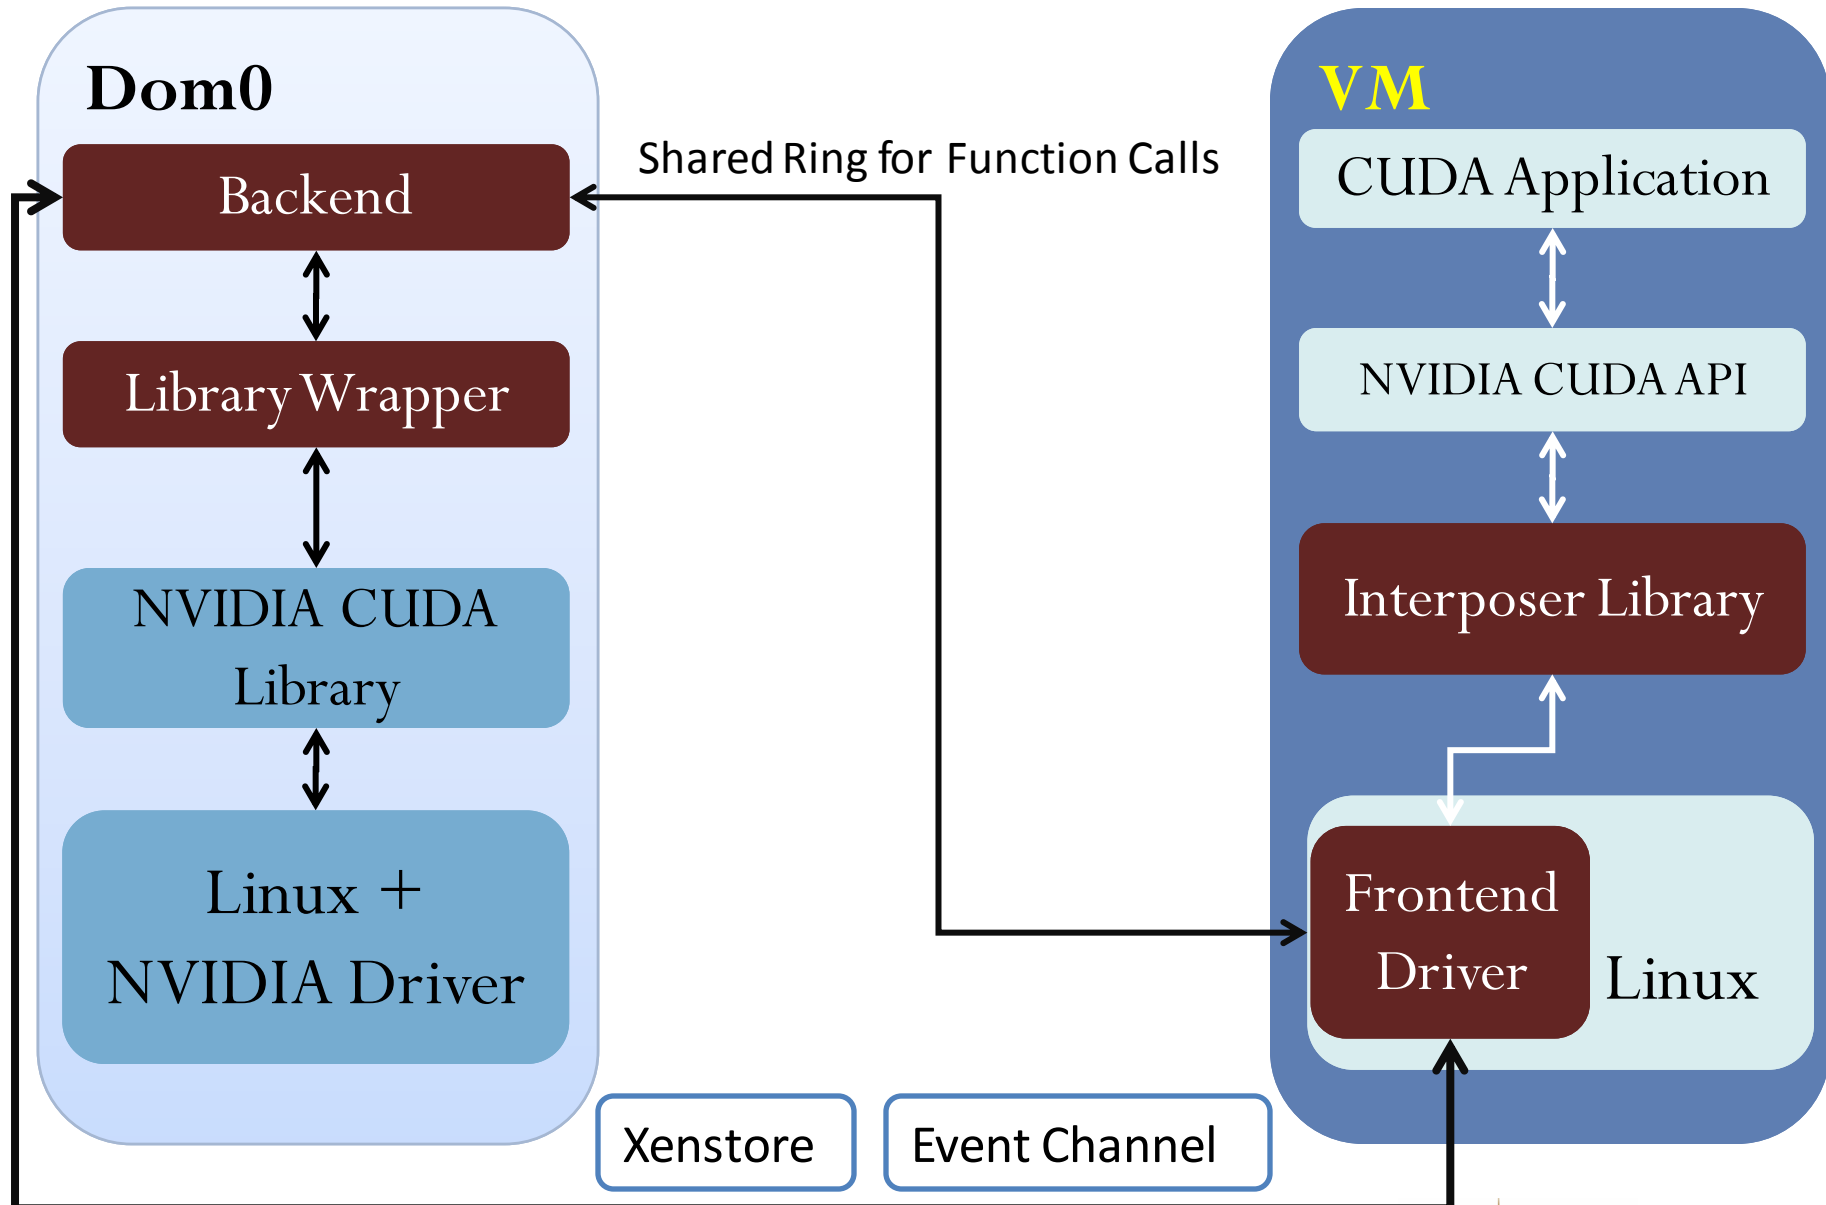 Dom0
Backend
Library Wrapper
NVIDIA CUDA
Library
Linux +
NVIDIA Driver
Shared Ring for Function Calls
Xenstore
Event Channel
VM
CUDA Application
NVIDIA CUDA API
Interposer Library
Frontend
Driver
Linux